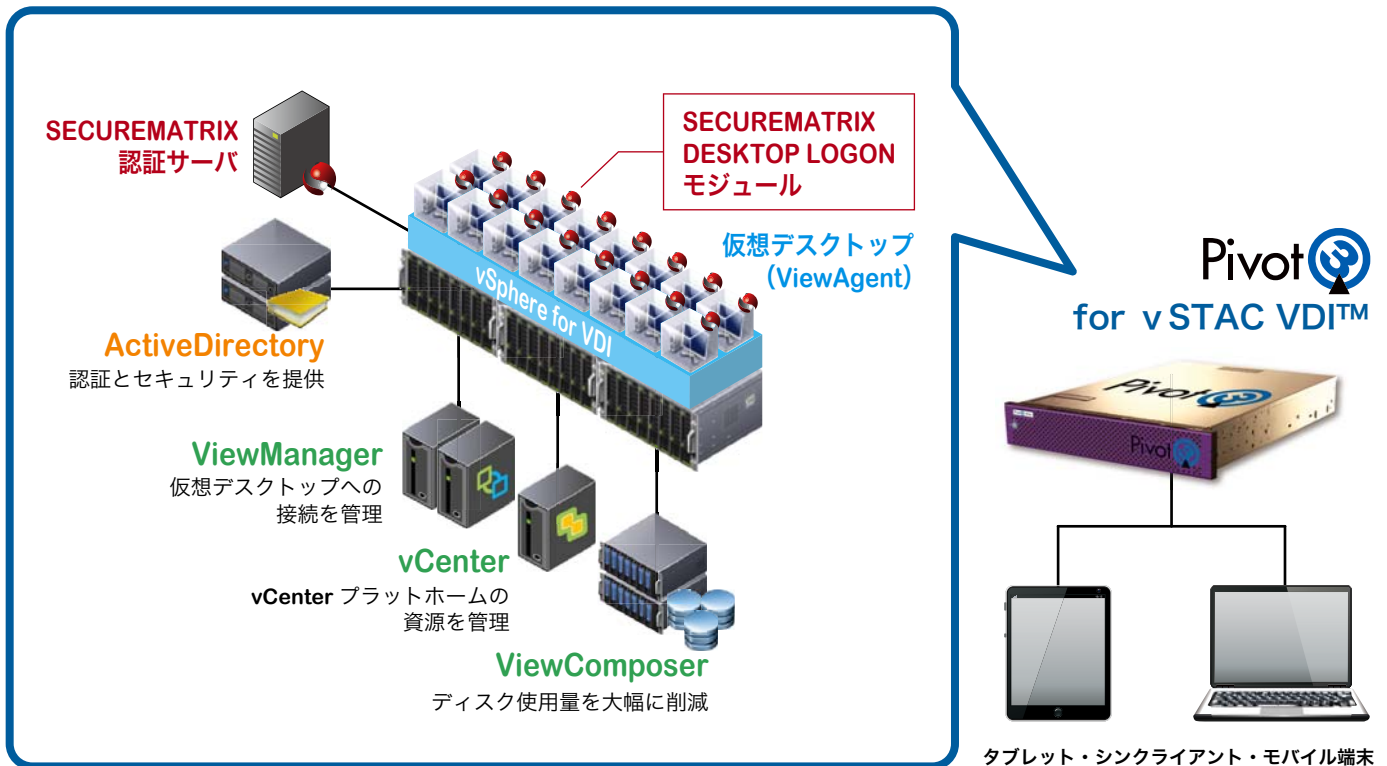 SECUREMATRIX
認証サーバ
SECUREMATRIX
DESKTOP LOGON
モジュール
仮想デスクトップ
（ViewAgent）
vSphere for VDI
ActiveDirectory
認証とセキュリティを提供
ViewManager
仮想デスクトップへの
接続を管理
vCenter
vCenter プラットホームの
資源を管理
ViewComposer
ディスク使用量を大幅に削減
Pivot3
for v STAC VDI™
Pivot3
Pivot3
タブレット・シンクライアント・モバイル端末